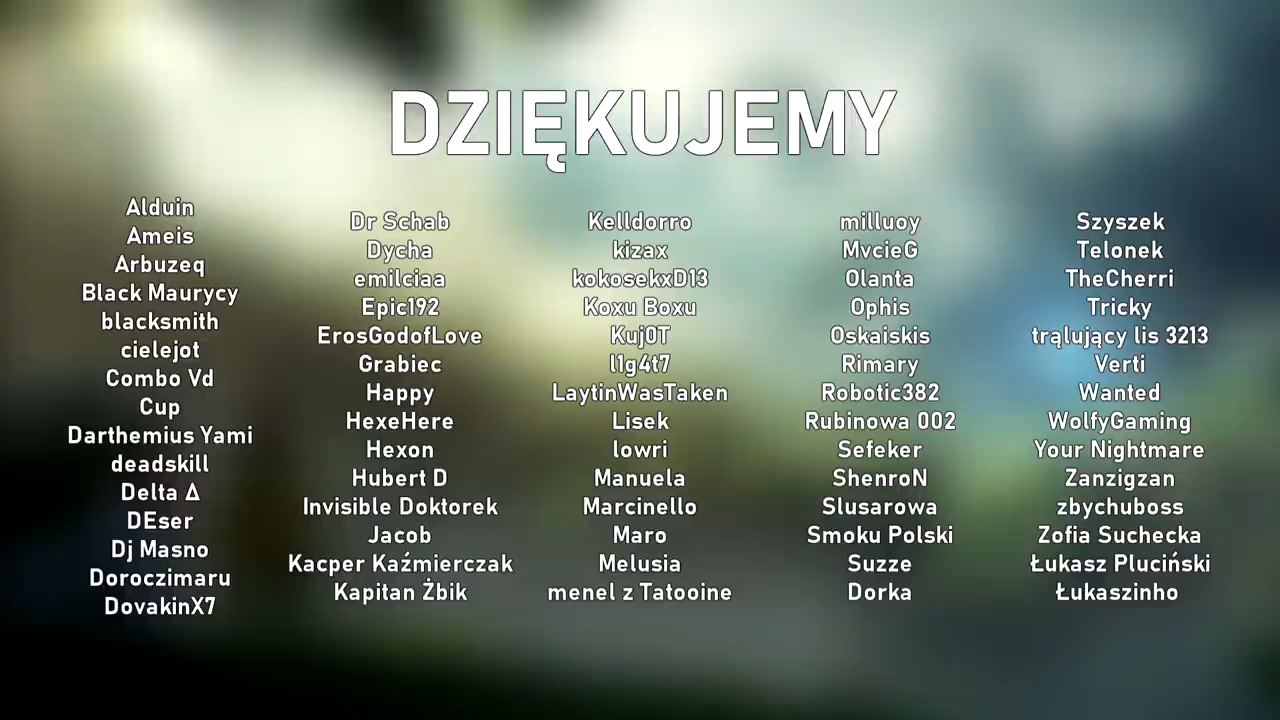 DZIĘKUJEMY
Alduin
Ameis
Arbuzeq
Black Maurycy
blacksmith
cielejot
Combo Vd
Cup
Darthemius Yami
deadskill
Delta Δ
DEser
Dj Masno
Doroczimaru
DovakinX7
Dr Schab
Dycha
emilciaa
Epic192
ErosGodofLove
Grabiec
Happy
HexeHere
Hexon
Hubert D
Invisible Doktorek
Jacob
Kacper Kaźmierczak
Kapitan Żbik
Kelldorro
kizax
kokosekxD13
Koxu Boxu
Kuj0T
l1g4t7
LaytinWasTaken
Lisek
lowri
Manuela
Marcinello
Maro
Melusia
menel z Tatooine
milluoy
MvcieG
Olanta
Ophis
Oskaiskis
Rimary
Robotic382
Rubinowa 002
Sefeker
ShenroN
Slusarowa
Smoku Polski
Suzze
Dorka
Szyszek
Telonek
TheCherri
Tricky
trąlujący lis 3213
Verti
Wanted
WolfyGaming
Your Nightmare
Zanzigzan
zbychuboss
Zofia Suchecka
Łukasz Pluciński
Łukaszinho